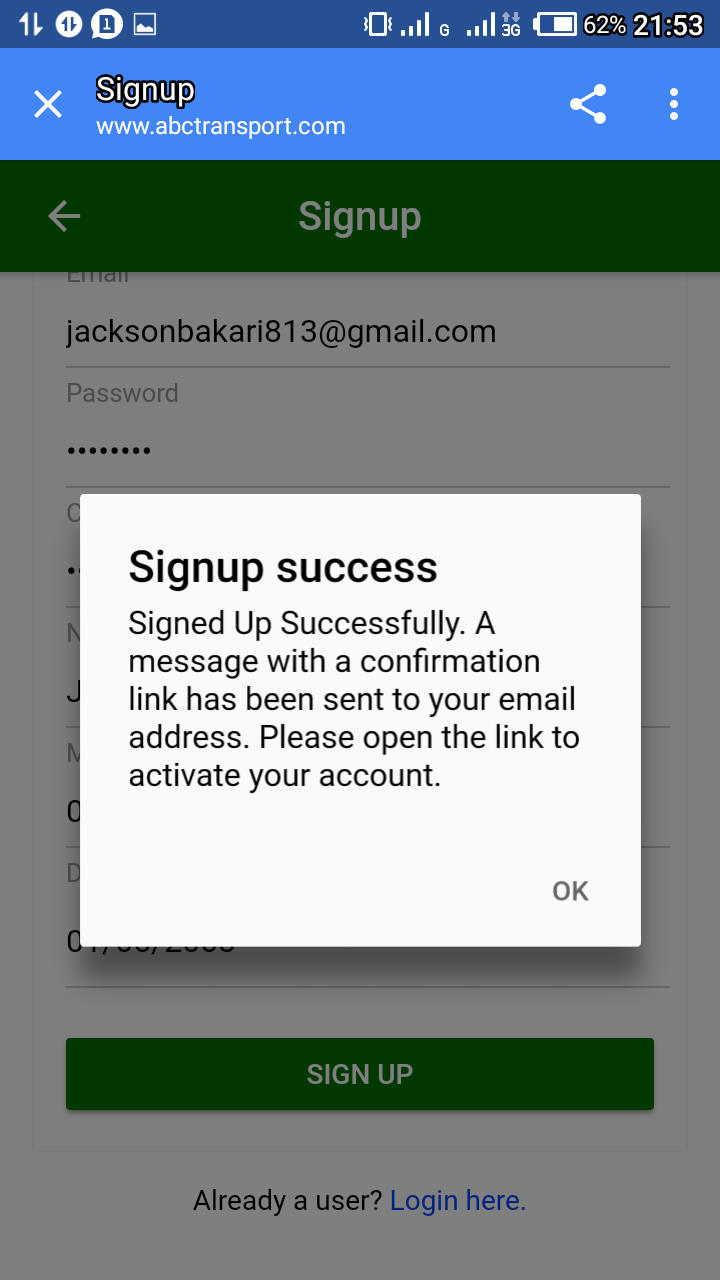 G 3G 62% 21:53
Signup
www.abctransport.com
Signup
Email
jacksonbakari813@gmail.com
Password
Signup success
Signed Up Successfully. A
message with a confirmation
link has been sent to your email
address. Please open the link to
activate your account.
OK
SIGN UP
Already a user? Login here.